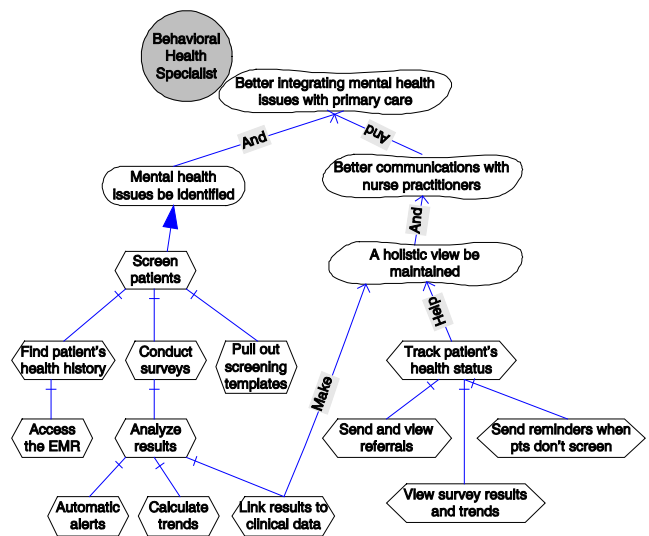 Behavioral
Health
Specialist
Better integrating mental health
issues with primary care
And
And
Mental health
issues be identified
Better communications with
nurse practitioners
And
Screen
patients
A holistic view be
maintained
Help
Find patient's
health history
Conduct
surveys
Pull out
screening
templates
Track patient's
health status
Make
Access
the EMR
Analyze
results
Send and view
referrals
Send reminders when
pts don't screen
Automatic
alerts
Calculate
trends
Link results to
clinical data
View survey results
and trends